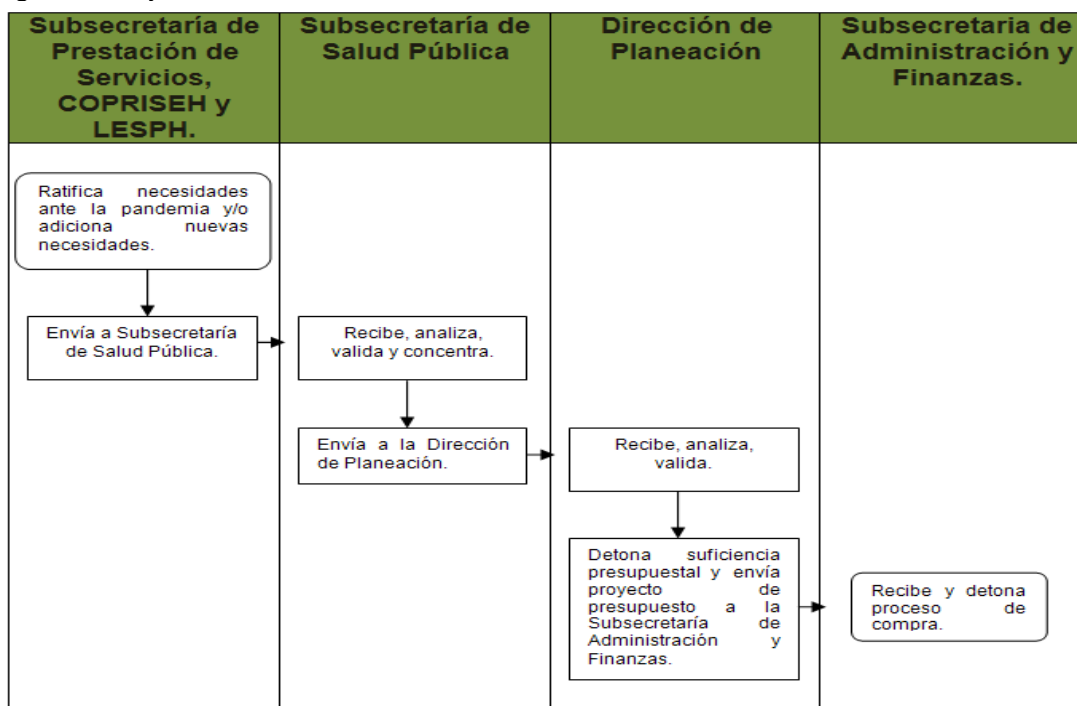 Subsecretaría de
Prestación de
Servicios,
COPRISEH y
LESPH.
Subsecretaría de
Salud Pública
Dirección de
Planeación
Subsecretaria de
Administración y
Finanzas.
Ratifica necesidades
ante la pandemia y/o
adiciona nuevas
necesidades.
Envía a Subsecretaría
de Salud Pública.
Recibe, analiza,
valida y concentra.
Envía a la Dirección
de Planeación.
Recibe, analiza,
valida.
Detona suficiencia
presupuestal y envía
proyecto de
presupuesto a la
Subsecretaría de
Administración y
Finanzas.
Recibe y detona
proceso de
compra.